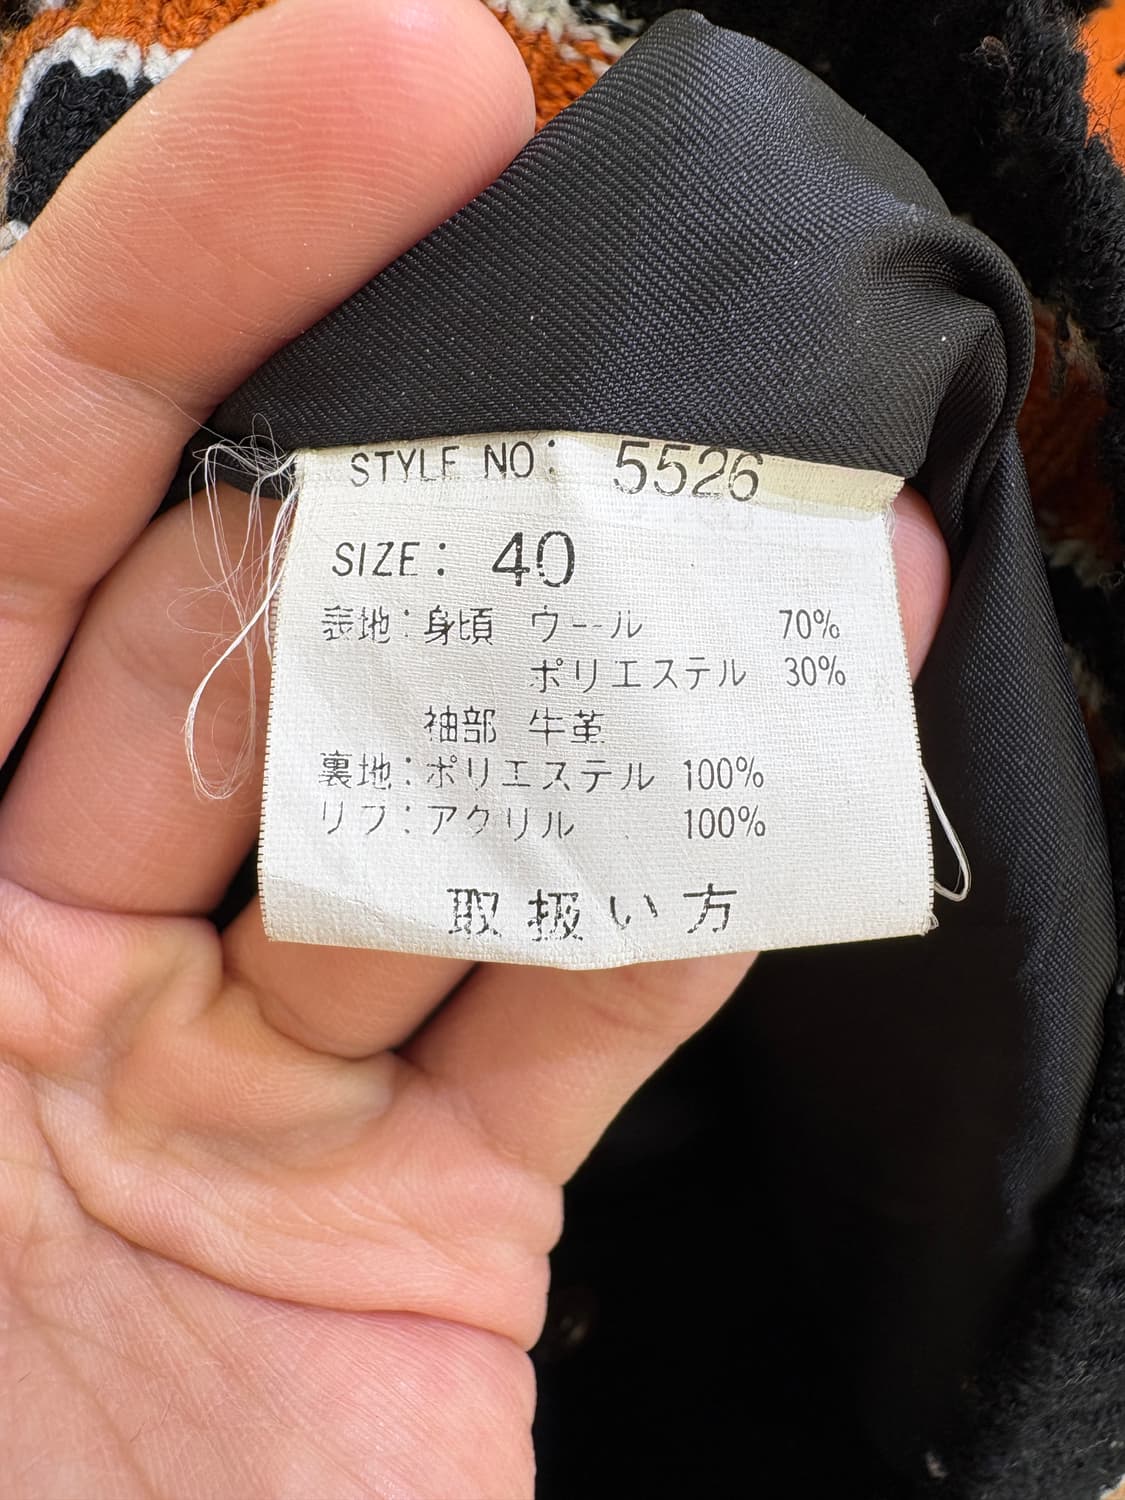 STYLE NO: 5526
SIZE: 40
表地:身頃 ウール 70%
ポリエステル 30%
袖部 牛革
裏地:ポリエステル 100%
リブ:アクリル 100%
取扱い方